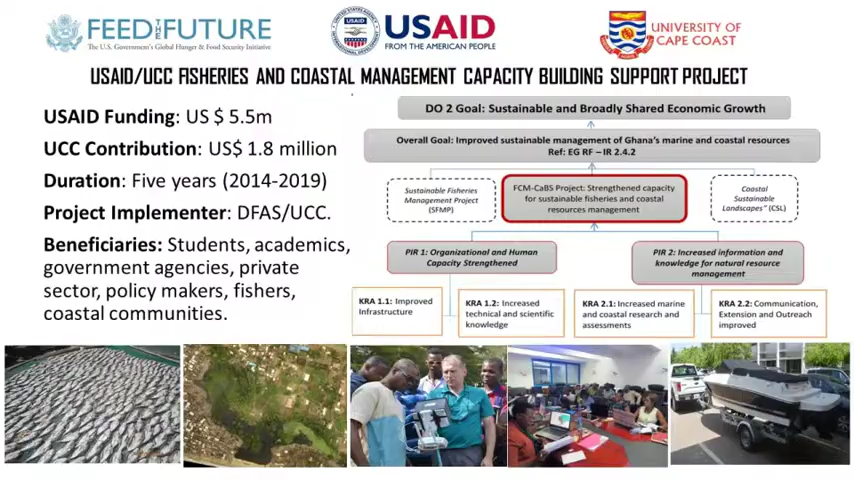 FEED THE FUTURE
The U.S. Government's Global Hunger & Food Security Initiative
USAID
FROM THE AMERICAN PEOPLE
UNIVERSITY OF
CAPE COAST
USAID/UCC FISHERIES AND COASTAL MANAGEMENT CAPACITY BUILDING SUPPORT PROJECT
USAID Funding: US $ 5.5m
UCC Contribution: US$ 1.8 million
Duration: Five years (2014-2019)
Project Implementer: DFAS/UCC.
Beneficiaries: Students, academics,
government agencies, private
sector, policy makers, fishers,
coastal communities.
DO 2 Goal: Sustainable and Broadly Shared Economic Growth
Overall Goal: Improved sustainable management of Ghana's marine and coastal resources
Ref: EG RF – IR 2.4.2
Sustainable Fisheries
Management Project
(SFMP)
FCM-CaBS Project: Strengthened capacity
for sustainable fisheries and coastal
resources management
Coastal
Sustainable
Landscapes" (CSL)
PIR 1: Organizational and Human
Capacity Strengthened
PIR 2: Increased information and
knowledge for natural resource
management
KRA 1.1: Improved
Infrastructure
KRA 1.2: Increased
technical and scientific
knowledge
KRA 2.1: Increased marine
and coastal research and
assessments
KRA 2.2: Communication,
Extension and Outreach
improved